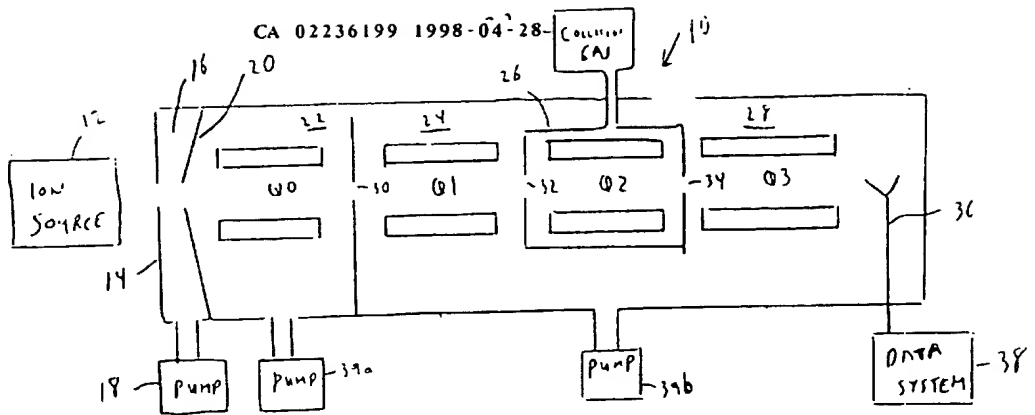 CA 02236199 1998-04-28
COLLISION
GAS
10
16
20
26
12
22
24
28
ION
SOURCE
Q0
30
Q1
32
Q2
34
Q3
36
14
18
PUMP
PUMP
39a
PUMP
39b
DATA
SYSTEM
38